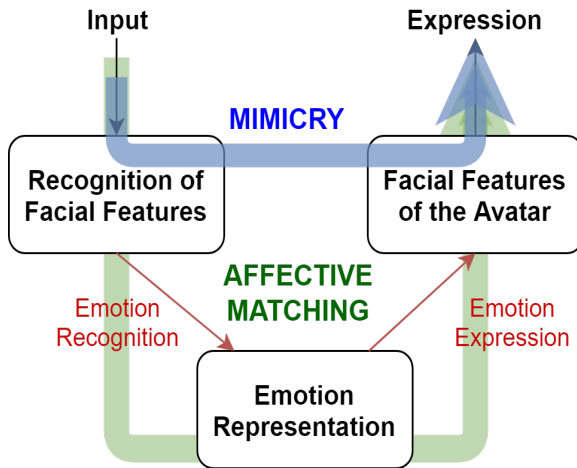 Input
Expression
MIMICRY
Recognition of
Facial Features
Facial Features
of the Avatar
AFFECTIVE
MATCHING
Emotion
Recognition
Emotion
Expression
Emotion
Representation